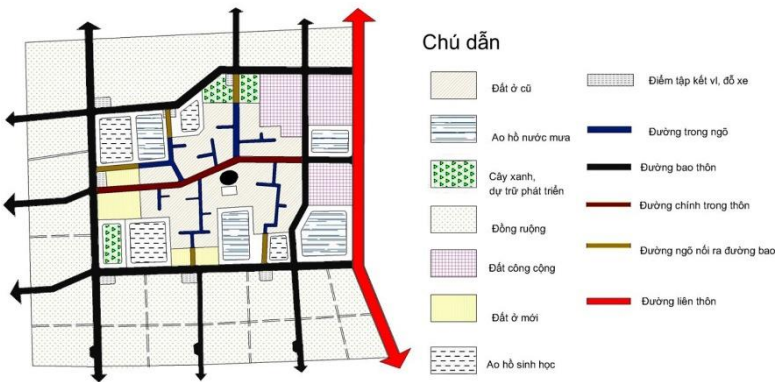 Chú dẫn
Đất ở cũ
Ao hồ nước mưa
Cây xanh,
dự trữ phát triển
Đồng ruộng
Đất công cộng
Đất ở mới
Ao hồ sinh học
Điểm tập kết vl, đỗ xe
Đường trong ngõ
Đường bao thôn
Đường chính trong thôn
Đường ngõ nối ra đường bao
Đường liên thôn